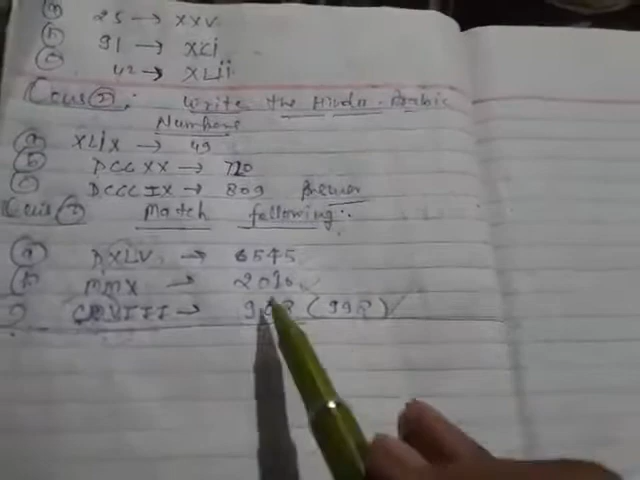 25 → XXV
91 → XCi
42 → XLii
Write the Hindu-Arabic
Numbers
XLiX → 49
DCCXX → 720
DCCCIX → 809
Match following:
DXLV → 6545
MMX → 2010
→ (998)